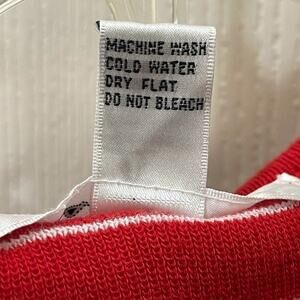 MACHINE WASH
COLD WATER
DRY FLAT
DO NOT BLEACH